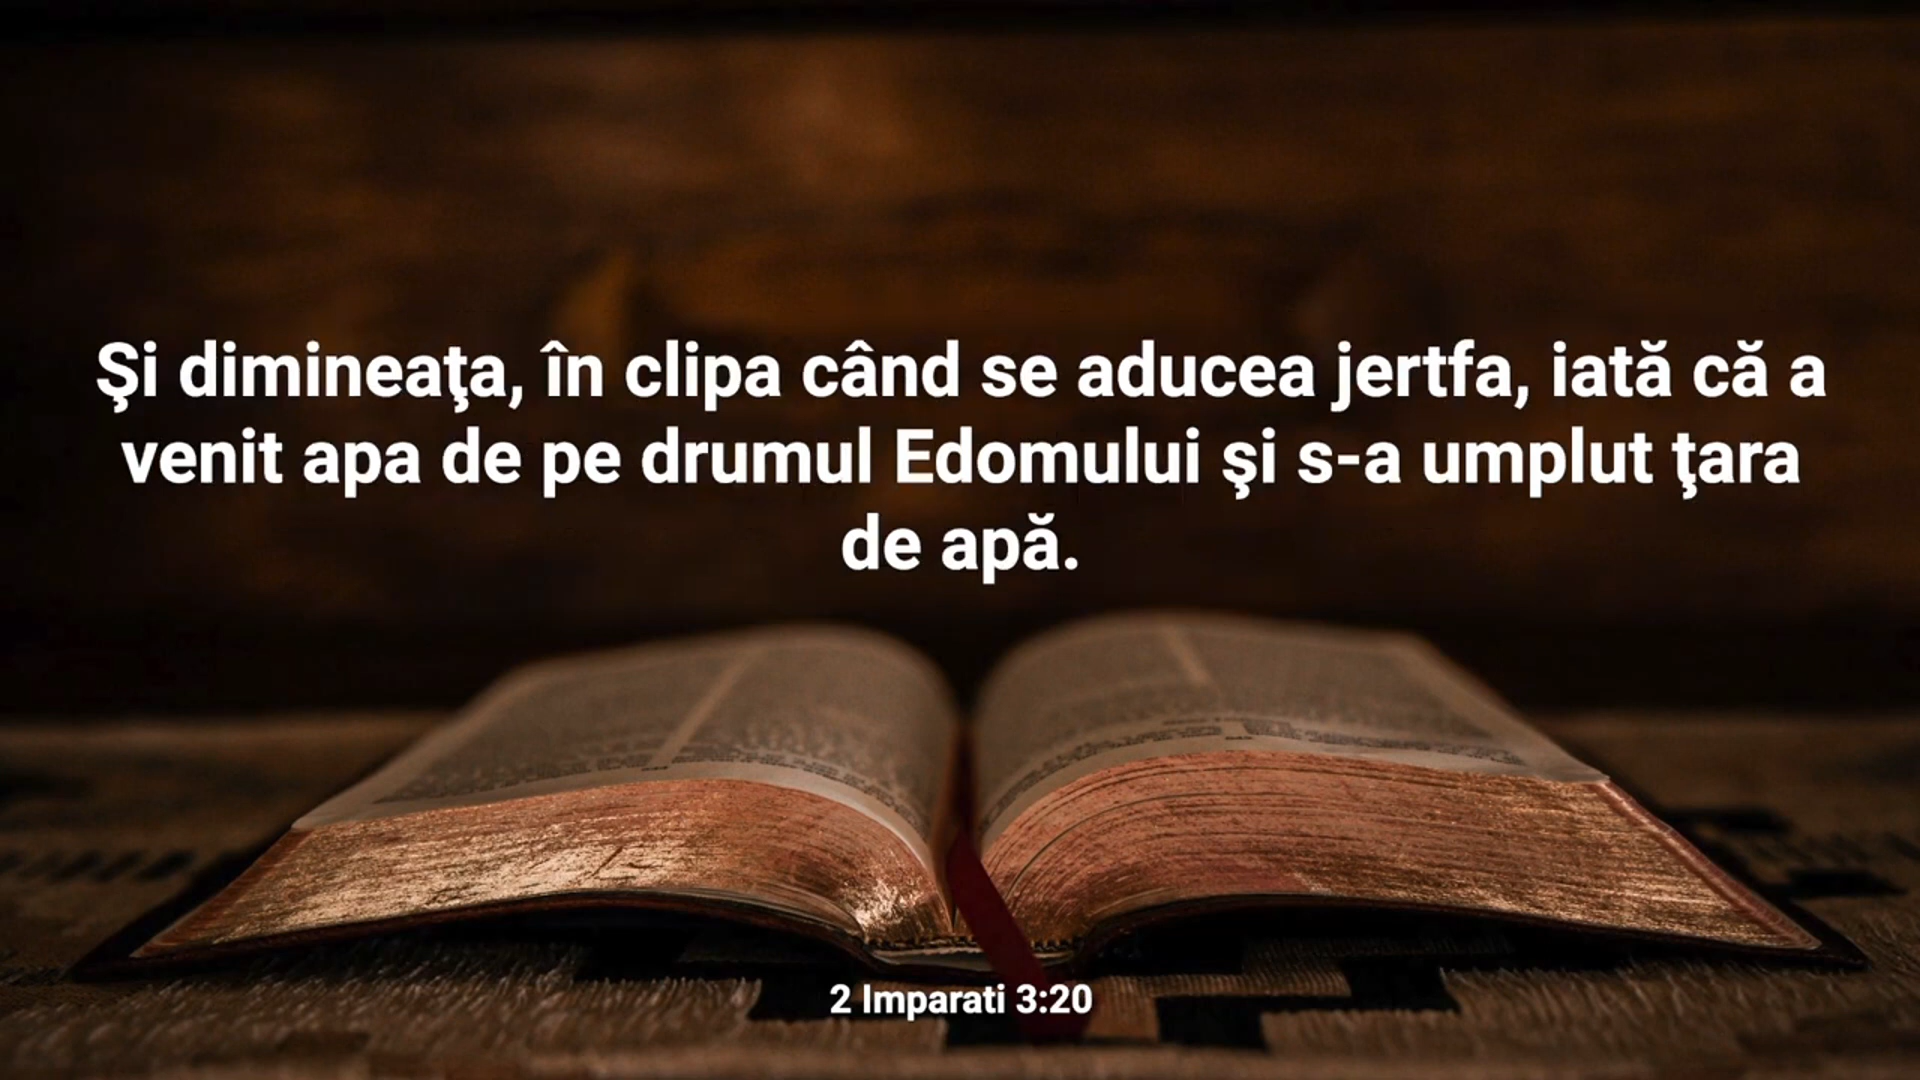 Şi dimineaţa, în clipa când se aducea jertfa, iată că a
venit apa de pe drumul Edomului şi s-a umplut ţara
de apă.
2 Imparati 3:20